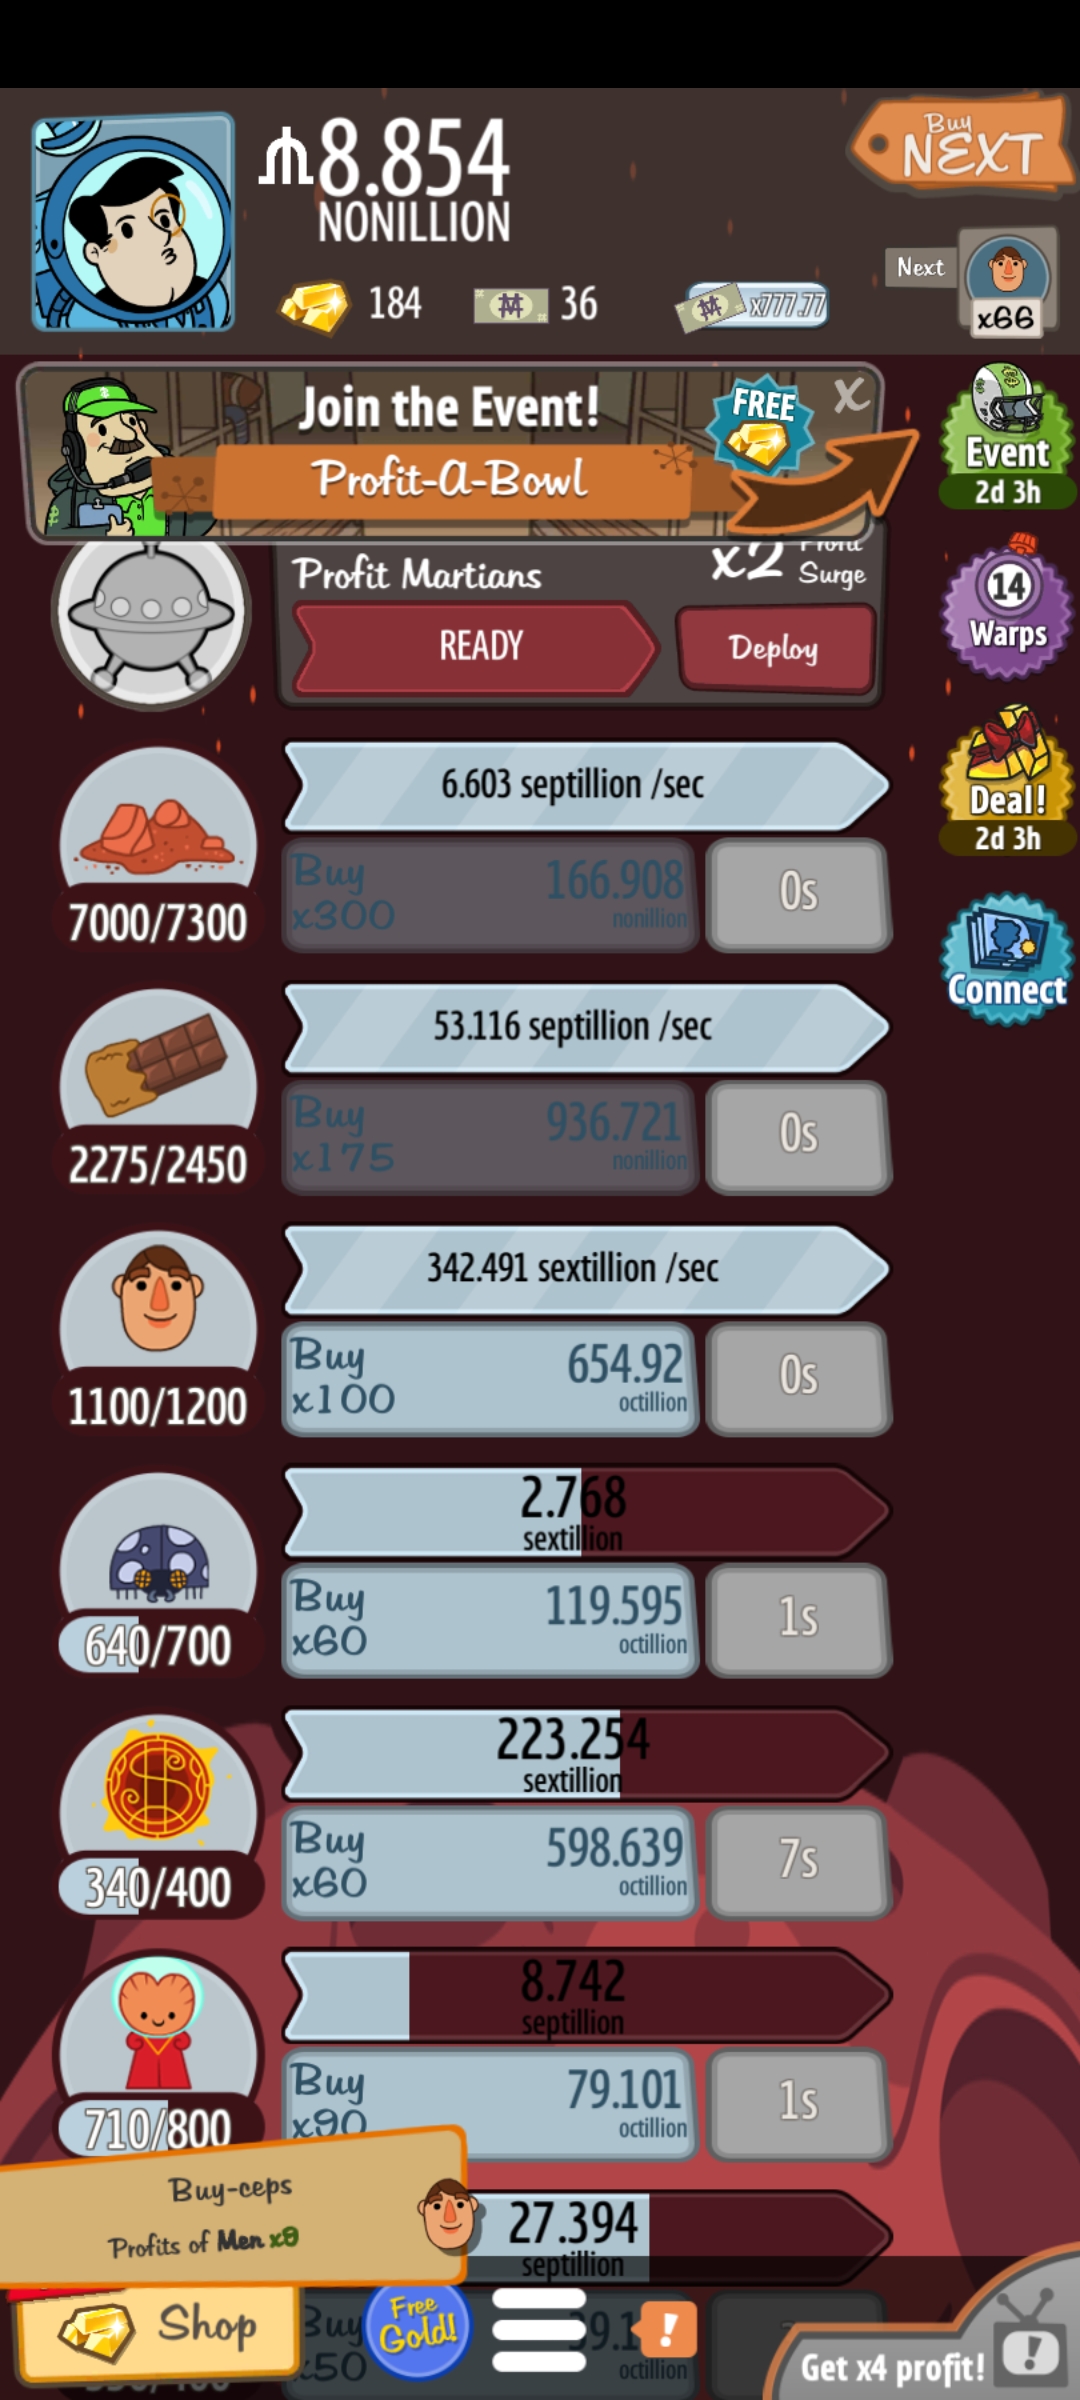 8.854
NONILLION
Buy
NEXT
184
36
x777.77
Next
x66
Join the Event!
FREE
X
Profit-A-Bowl
Event
2d 3h
Profit Martians
x2
Profit
Surge
READY
Deploy
14
Warps
6.603 septillion /sec
Buy
x300
166.908
nonillion
0s
7000/7300
Deal!
2d 3h
Connect
53.116 septillion /sec
Buy
x175
936.721
nonillion
0s
2275/2450
342.491 sextillion /sec
Buy
x100
654.92
octillion
0s
1100/1200
2.768
sextillion
Buy
x60
119.595
octillion
1s
640/700
223.254
sextillion
Buy
x60
598.639
octillion
7s
340/400
8.742
septillion
Buy
x90
79.101
octillion
1s
710/800
Buy-ceps
Profits of Men x9
27.394
septillion
Shop
Free
Gold!
Buy
x50
octillion
!
Get x4 profit!
!